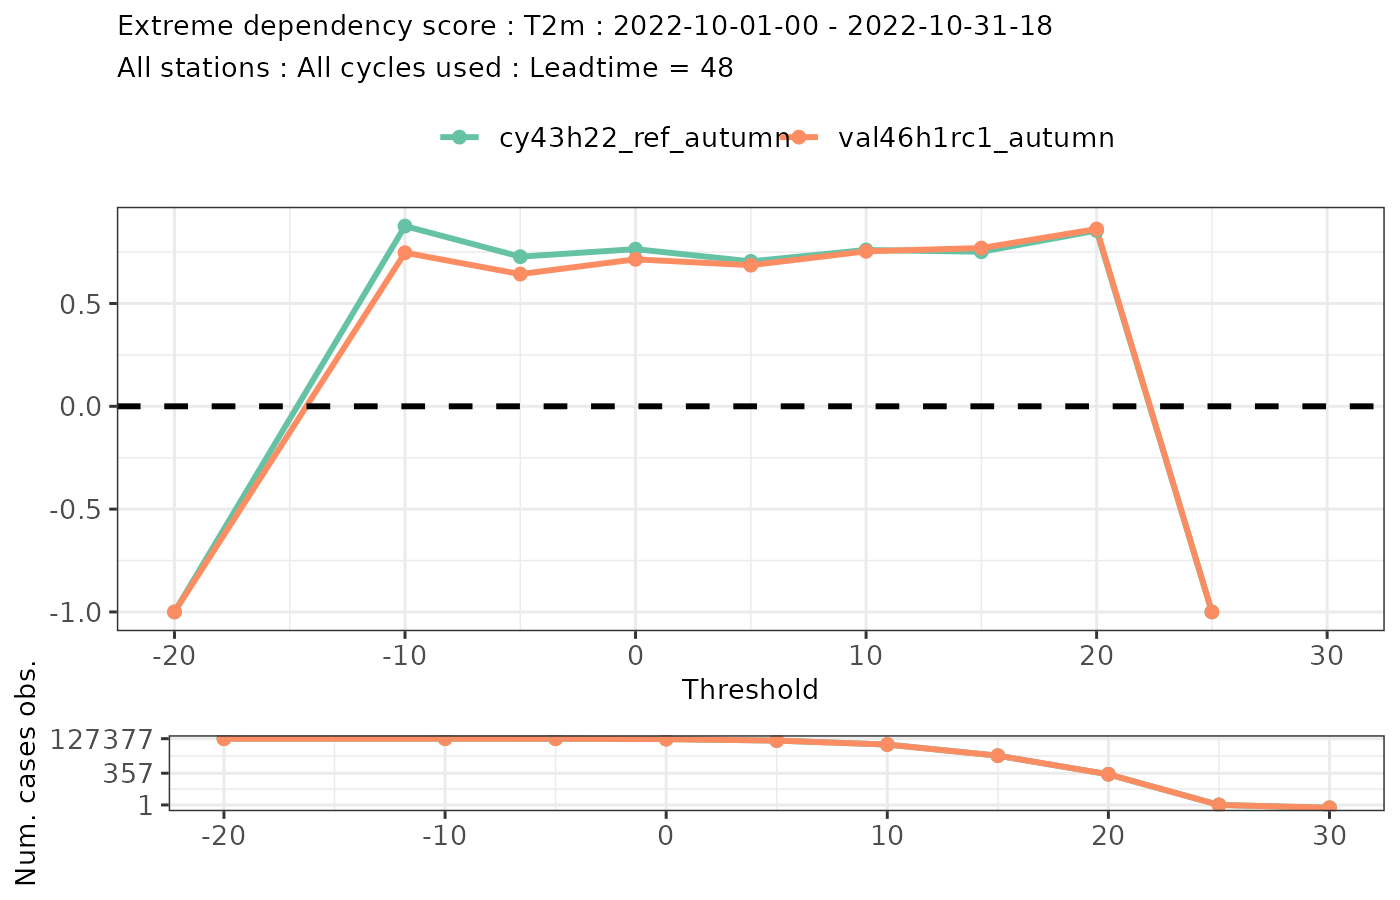 Extreme dependency score : T2m : 2022-10-01-00 - 2022-10-31-18
All stations : All cycles used : Leadtime = 48
cy43h22_ref_autumn val46h1rc1_autumn
0.5
0.0
-0.5
-1.0
-20 -10 0 10 20 30
Threshold
Num. cases obs.
127377
357
1
-20 -10 0 10 20 30